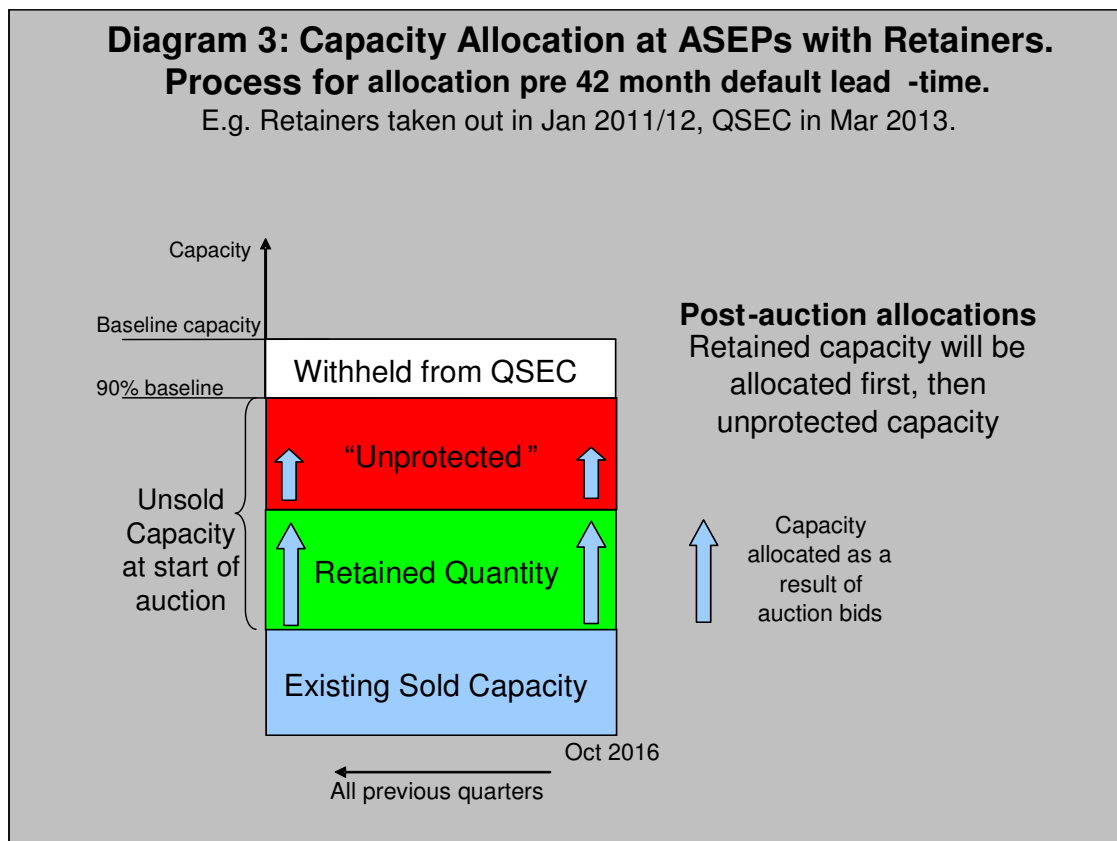 Diagram 3: Capacity Allocation at ASEPs with Retainers.
Process for allocation pre 42 month default lead -time.
E.g. Retainers taken out in Jan 2011/12, QSEC in Mar 2013.
Capacity
Baseline capacity
90% baseline
Withheld from QSEC
“Unprotected”
Unsold
Capacity
at start of
auction
Retained Quantity
Existing Sold Capacity
Oct 2016
All previous quarters
Post-auction allocations
Retained capacity will be
allocated first, then
unprotected capacity
Capacity
allocated as a
result of
auction bids